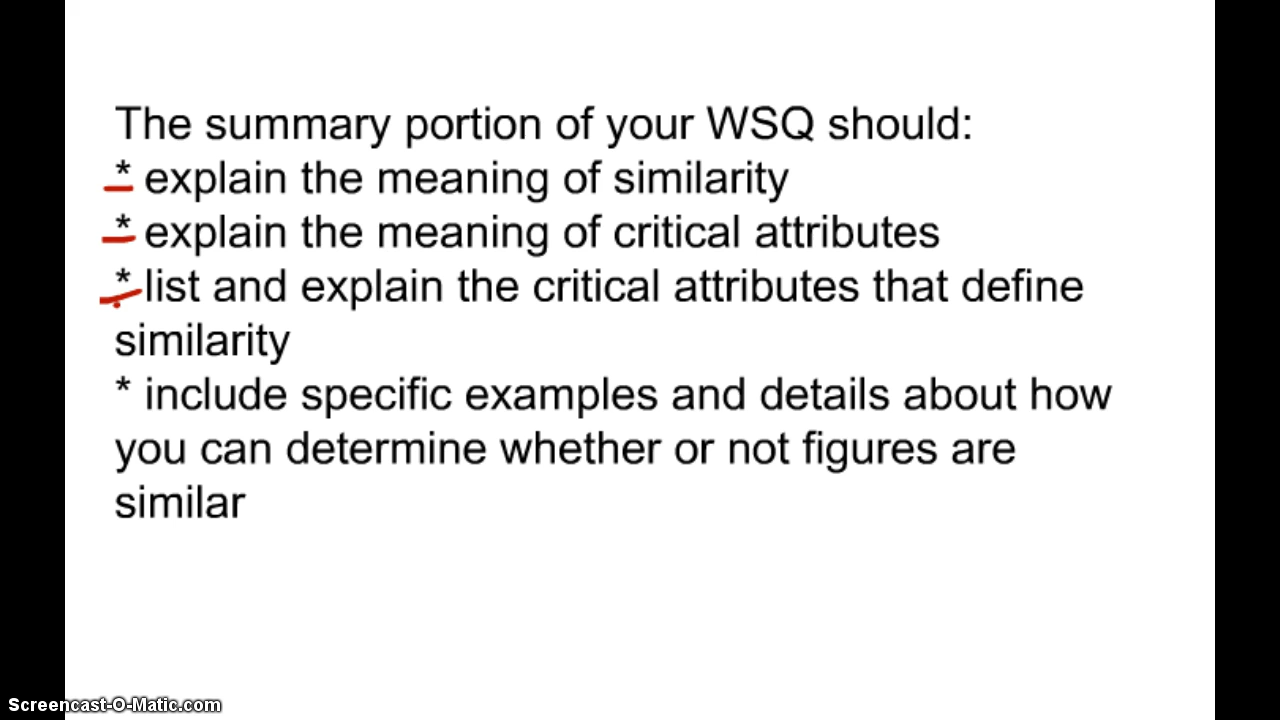 The summary portion of your WSQ should:
* explain the meaning of similarity
* explain the meaning of critical attributes
* list and explain the critical attributes that define
similarity
* include specific examples and details about how
you can determine whether or not figures are
similar
Screencast-O-Matic.com